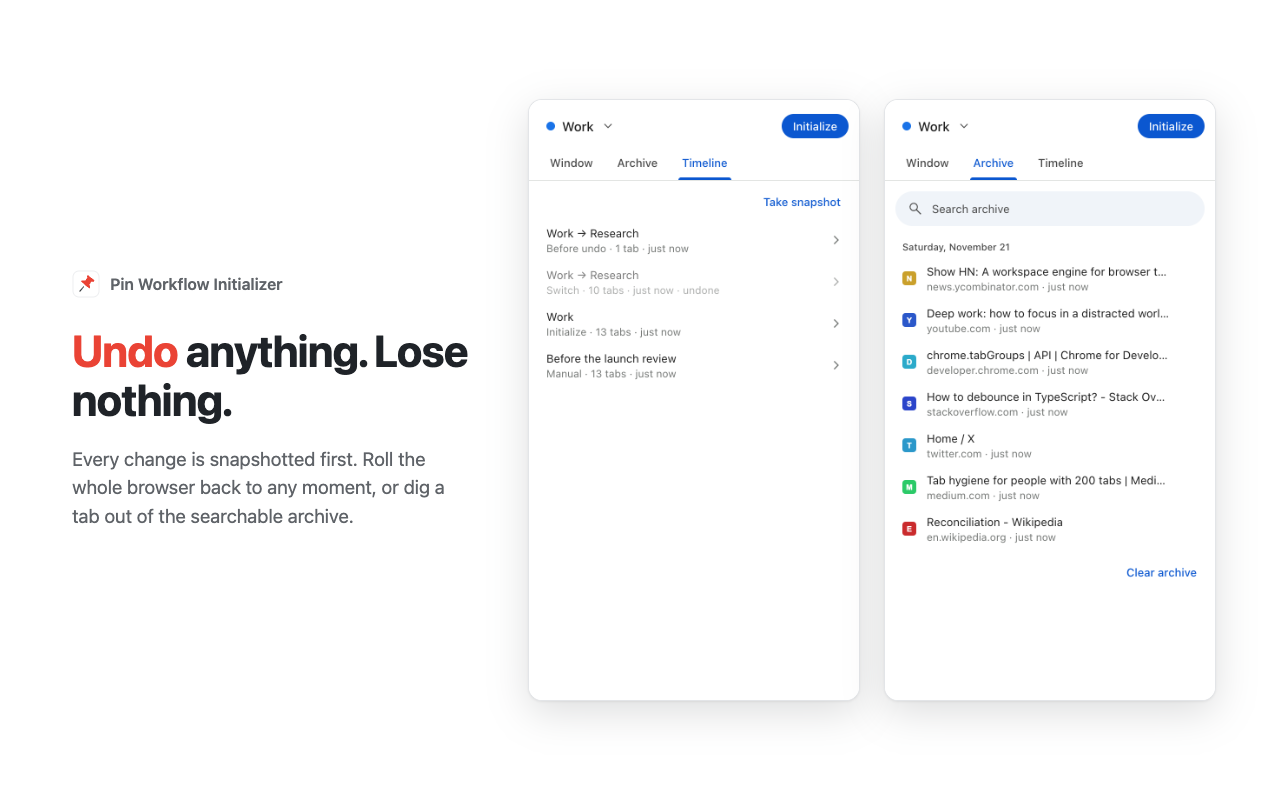 Pin Workflow Initializer
Undo anything. Lose
nothing.
Every change is snapshotted first. Roll the
whole browser back to any moment, or dig a
tab out of the searchable archive.
Work
Initialize
Window Archive Timeline
Take snapshot
Work → Research
Before undo · 1 tab · just now
Work → Research
Switch · 10 tabs · just now · undone
Work
Initialize · 13 tabs · just now
Before the launch review
Manual · 13 tabs · just now
Work
Initialize
Window Archive Timeline
Search archive
Saturday, November 21
N
Show HN: A workspace engine for browser t...
news.ycombinator.com · just now
Y
Deep work: how to focus in a distracted worl...
youtube.com · just now
D
chrome.tabGroups | API | Chrome for Develo...
developer.chrome.com · just now
S
How to debounce in TypeScript? - Stack Ov...
stackoverflow.com · just now
T
Home / X
twitter.com · just now
M
Tab hygiene for people with 200 tabs | Medi...
medium.com · just now
E
Reconciliation - Wikipedia
en.wikipedia.org · just now
Clear archive